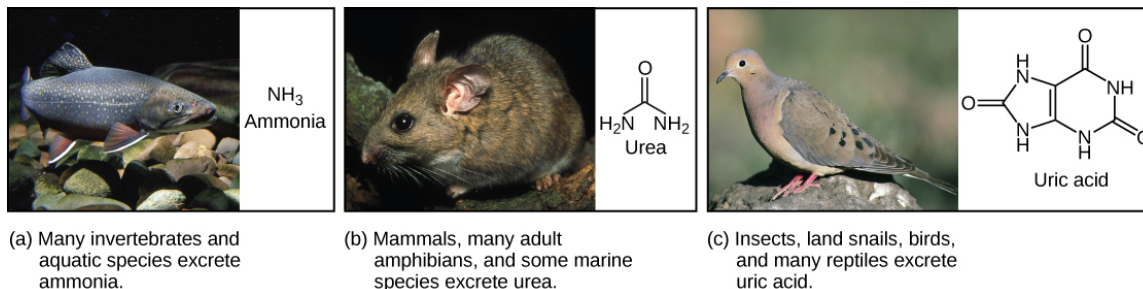 NH3
Ammonia
O
H2N NH2
Urea
O
H
N
NH
O
N
H
N
H
O
Uric acid
(a) Many invertebrates and
aquatic species excrete
ammonia.
(b) Mammals, many adult
amphibians, and some marine
species excrete urea.
(c) Insects, land snails, birds,
and many reptiles excrete
uric acid.